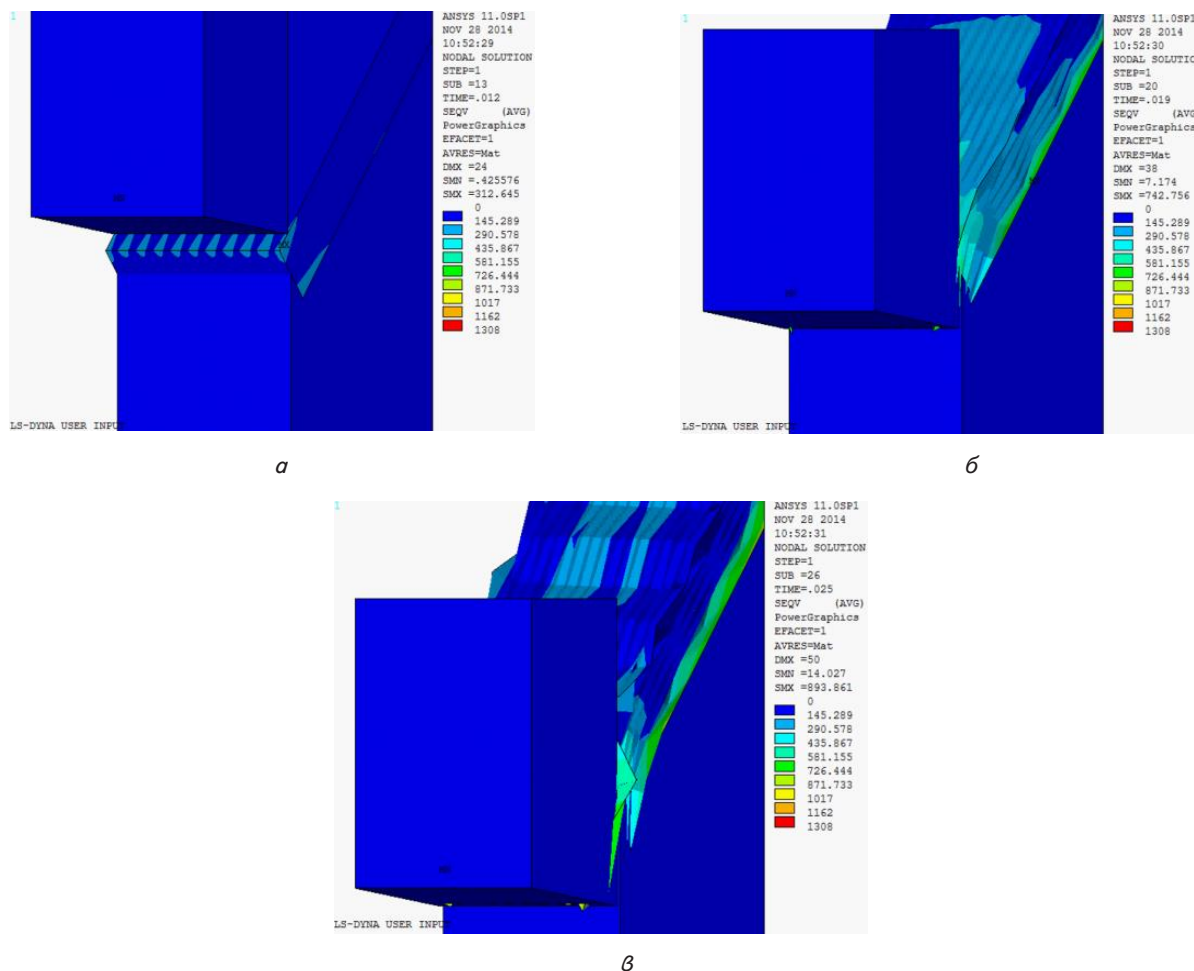 1
ANSYS 11.0SP1
NOV 28 2014
10:52:29
NODAL SOLUTION
STEP=1
SUB =13
TIME=.012
SEQV (AVG)
PowerGraphics
EFACET=1
AVRES=Mat
DMX =24
SMN =.425576
SMX =312.645
0
145.289
290.578
435.867
581.155
726.444
871.733
1017
1162
1308
LS-DYNA USER INPUT
а
1
ANSYS 11.0SP1
NOV 28 2014
10:52:30
NODAL SOLUTIO
STEP=1
SUB =20
TIME=.019
SEQV (AVG
PowerGraphics
EFACET=1
AVRES=Mat
DMX =38
SMN =7.174
SMX =742.756
0
145.289
290.578
435.867
581.155
726.444
871.733
1017
1162
1308
LS-DYNA USER INPU
б
1
ANSYS 11.0SP1
NOV 28 2014
10:52:31
NODAL SOLUTION
STEP=1
SUB =26
TIME=.025
SEQV (AVG)
PowerGraphics
EFACET=1
AVRES=Mat
DMX =50
SMN =14.027
SMX =893.861
0
145.289
290.578
435.867
581.155
726.444
871.733
1017
1162
1308
LS-DYNA USER INPUT
в